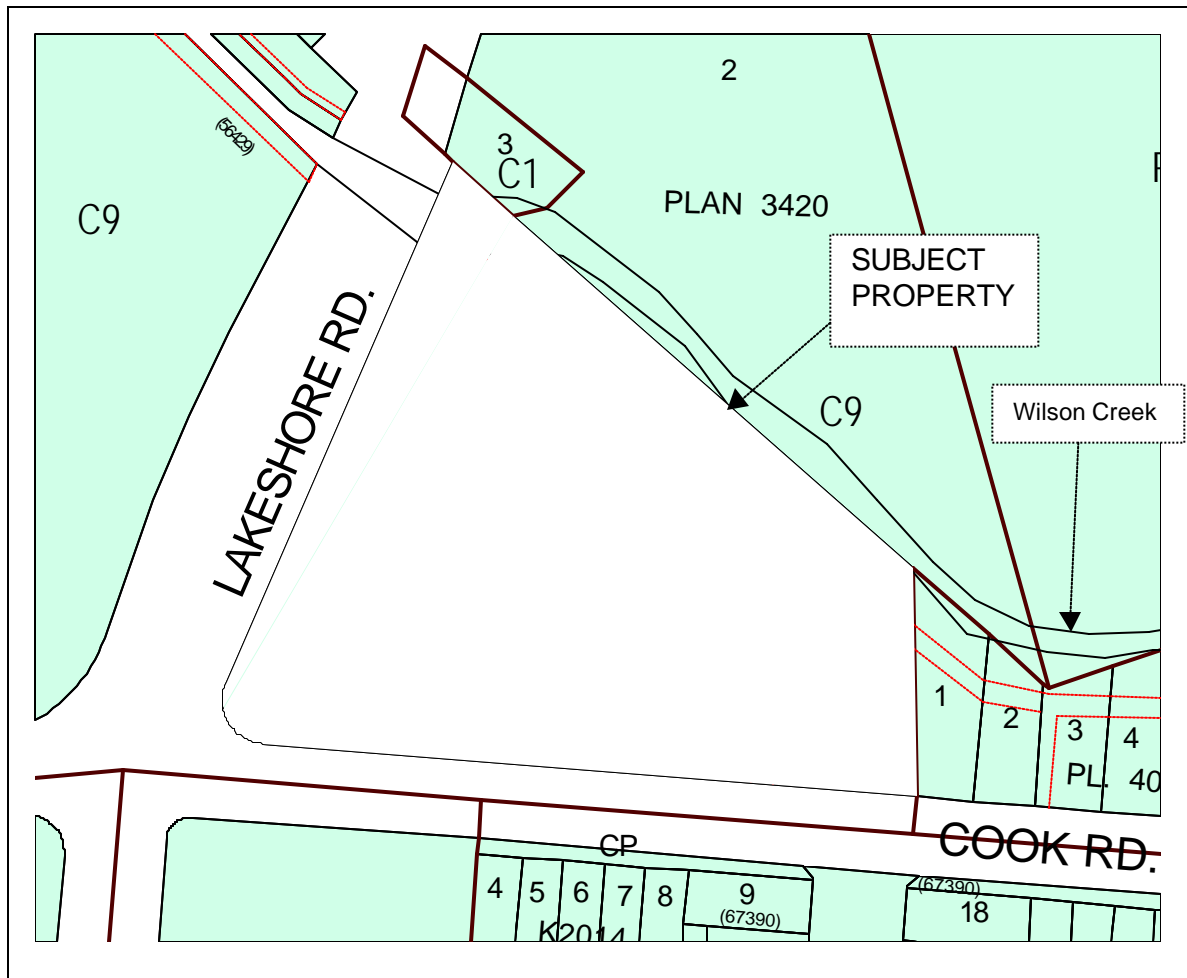 2
(56429)
3
C1
C9
PLAN 3420
SUBJECT
PROPERTY
LAKESHORE RD.
C9
Wilson Creek
1
2
3
4
PL. 40
COOK RD.
CP
4
5
6
7
8
9
(67390)
(67390)
18
K2014